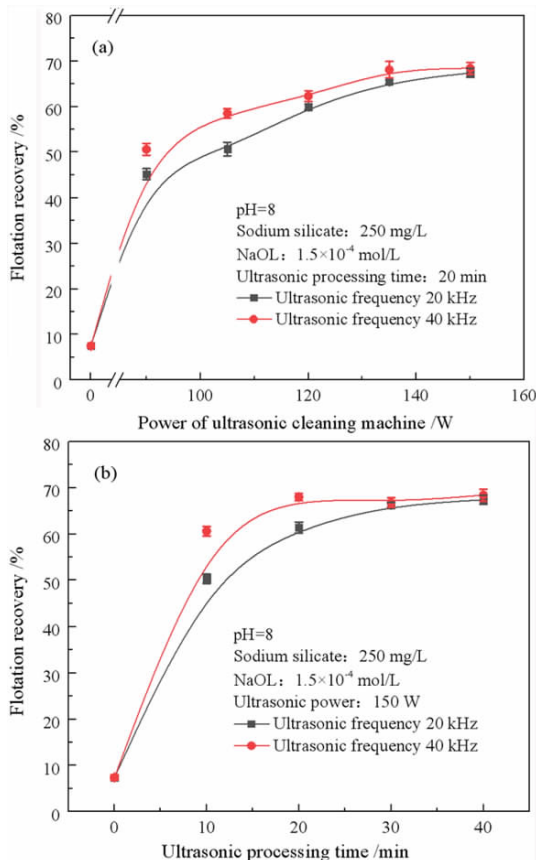 (a)
80
70
60
50
40
30
20
10
0
Flotation recovery /%
pH=8
Sodium silicate：250 mg/L
NaOL：1.5×10⁻⁴ mol/L
Ultrasonic processing time：20 min
Ultrasonic frequency 20 kHz
Ultrasonic frequency 40 kHz
0 100 120 140 160
Power of ultrasonic cleaning machine /W
(b)
80
70
60
50
40
30
20
10
0
Flotation recovery /%
pH=8
Sodium silicate：250 mg/L
NaOL：1.5×10⁻⁴ mol/L
Ultrasonic power：150 W
Ultrasonic frequency 20 kHz
Ultrasonic frequency 40 kHz
0 10 20 30 40
Ultrasonic processing time /min